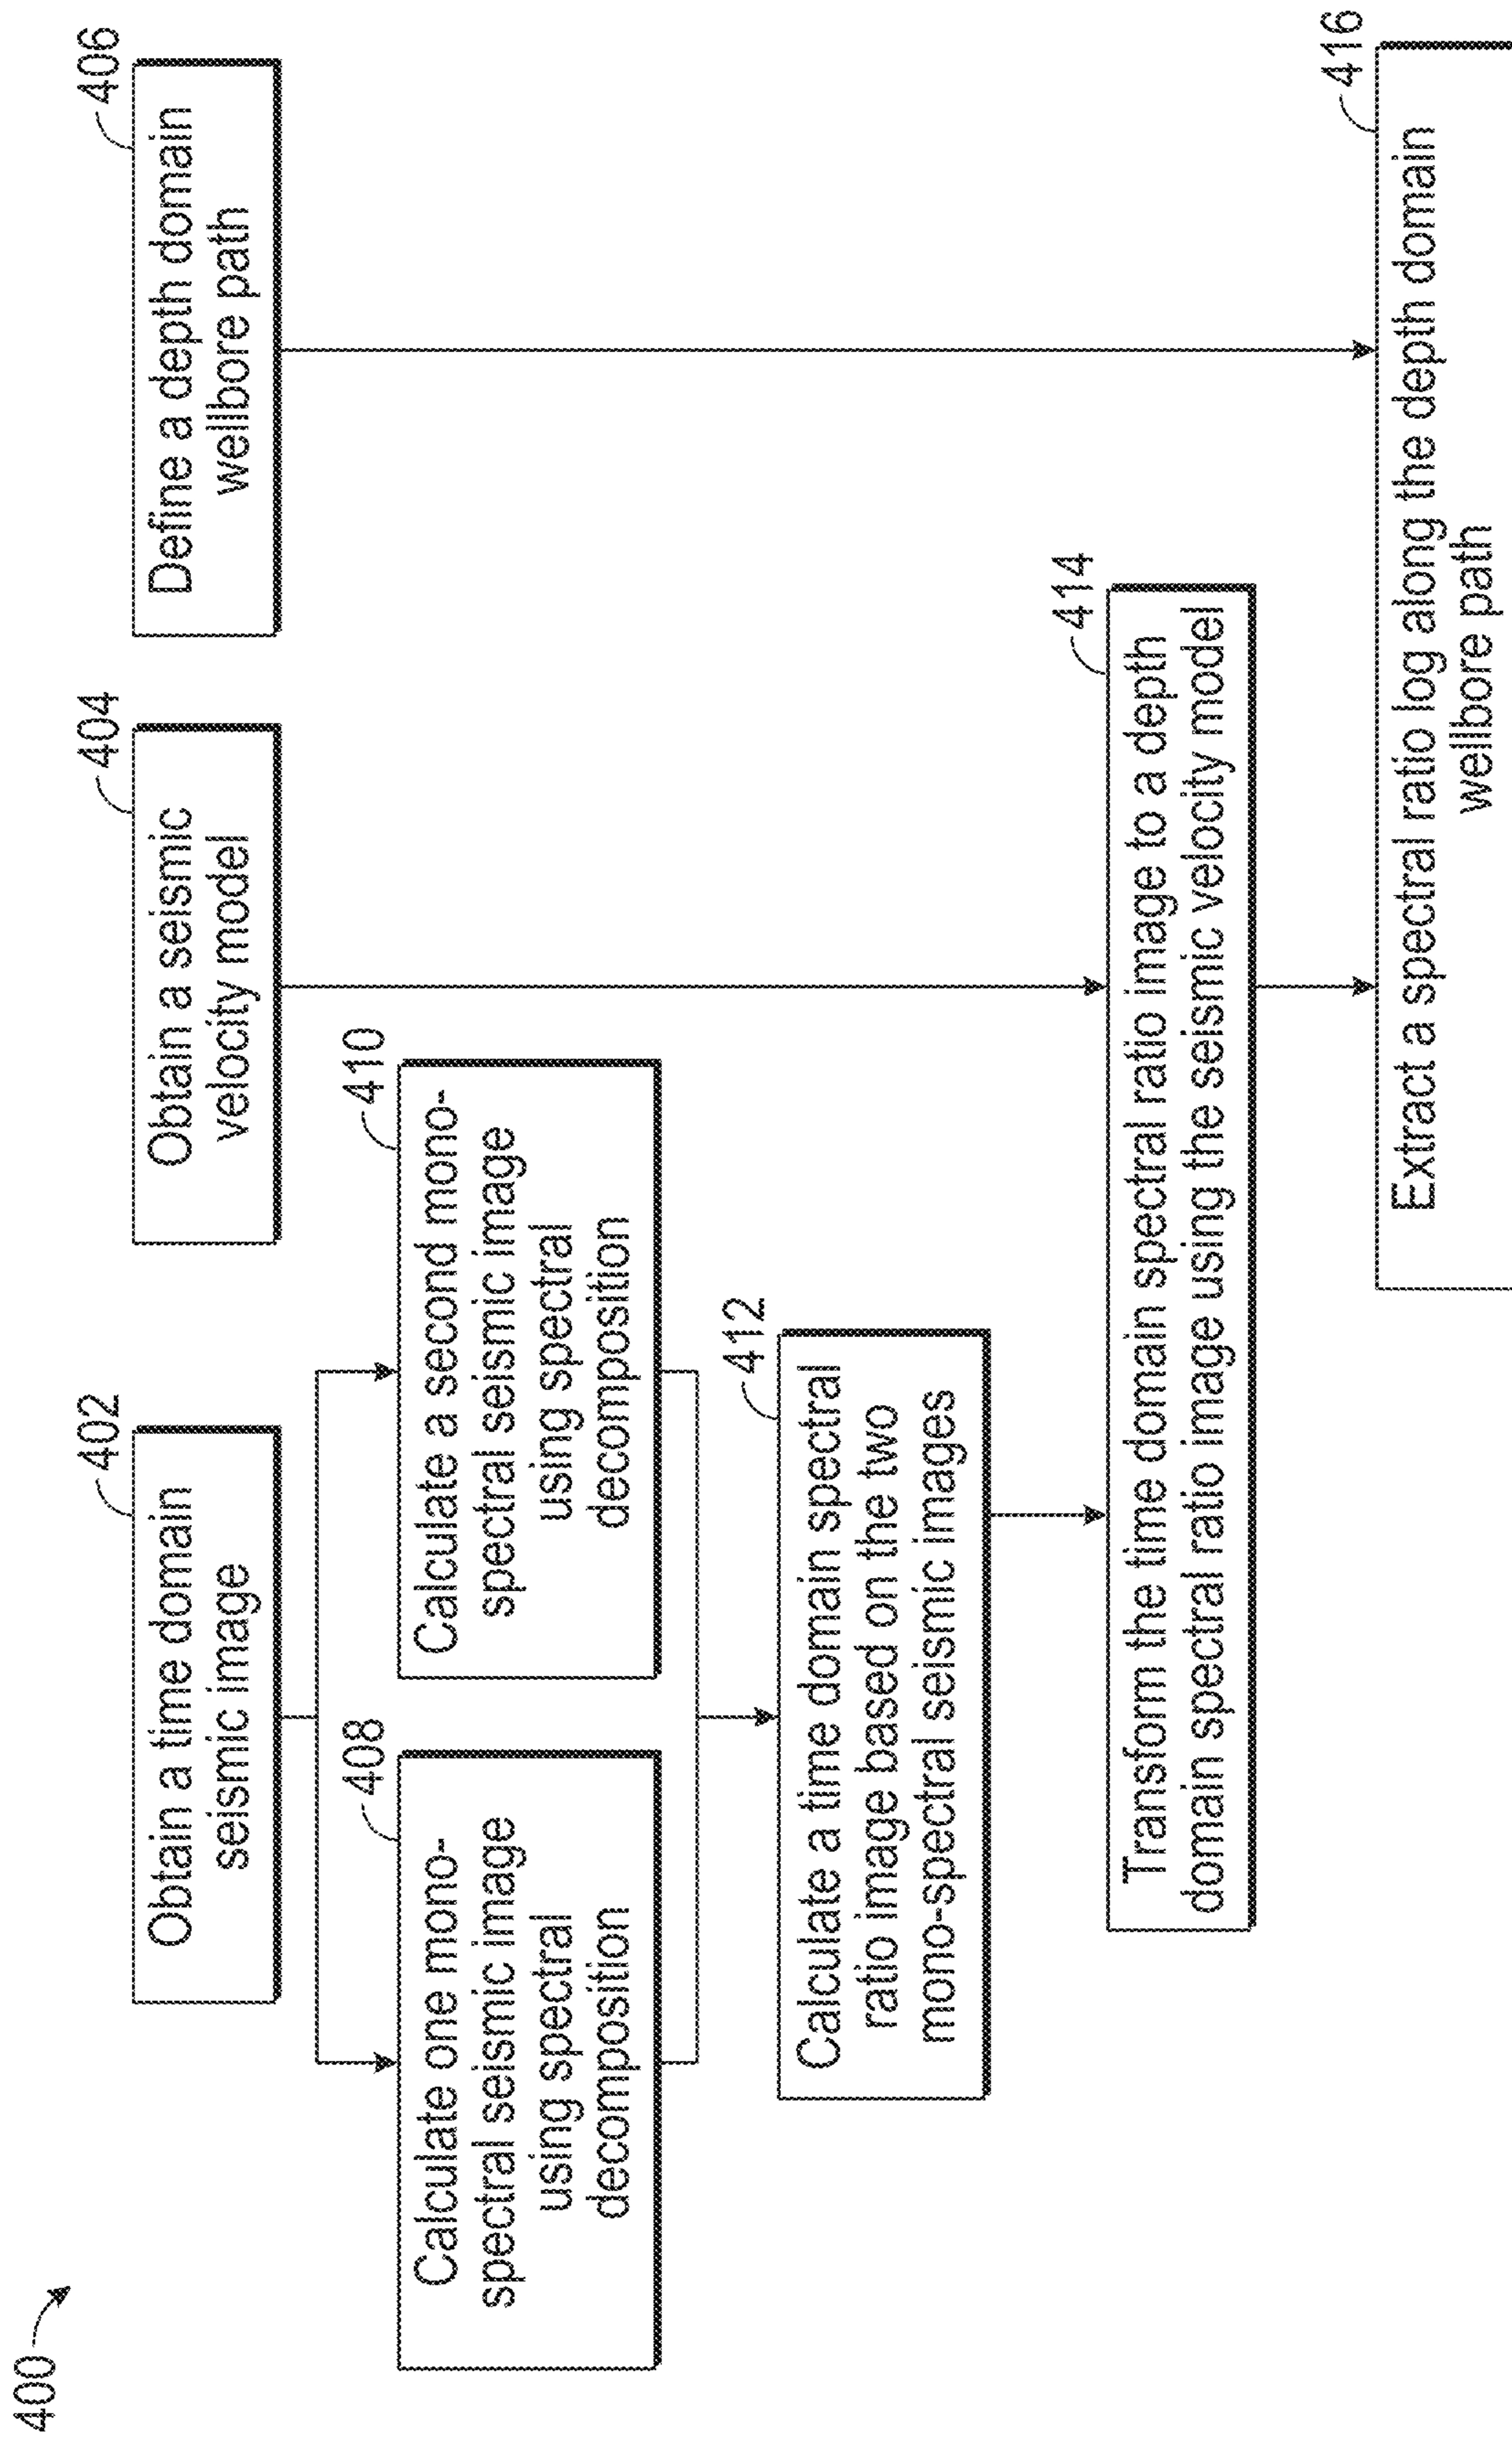 400
402
Obtain a time domain
seismic image
404
Obtain a seismic
velocity model
406
Define a depth domain
wellbore path
408
Calculate one mono-
spectral seismic image
using spectral
decomposition
410
Calculate a second mono-
spectral seismic image
using spectral
decomposition
412
Calculate a time domain spectral
ratio image based on the two
mono-spectral seismic images
414
Transform the time domain spectral ratio image to a depth
domain spectral ratio image using the seismic velocity model
416
Extract a spectral ratio log along the depth domain
wellbore path